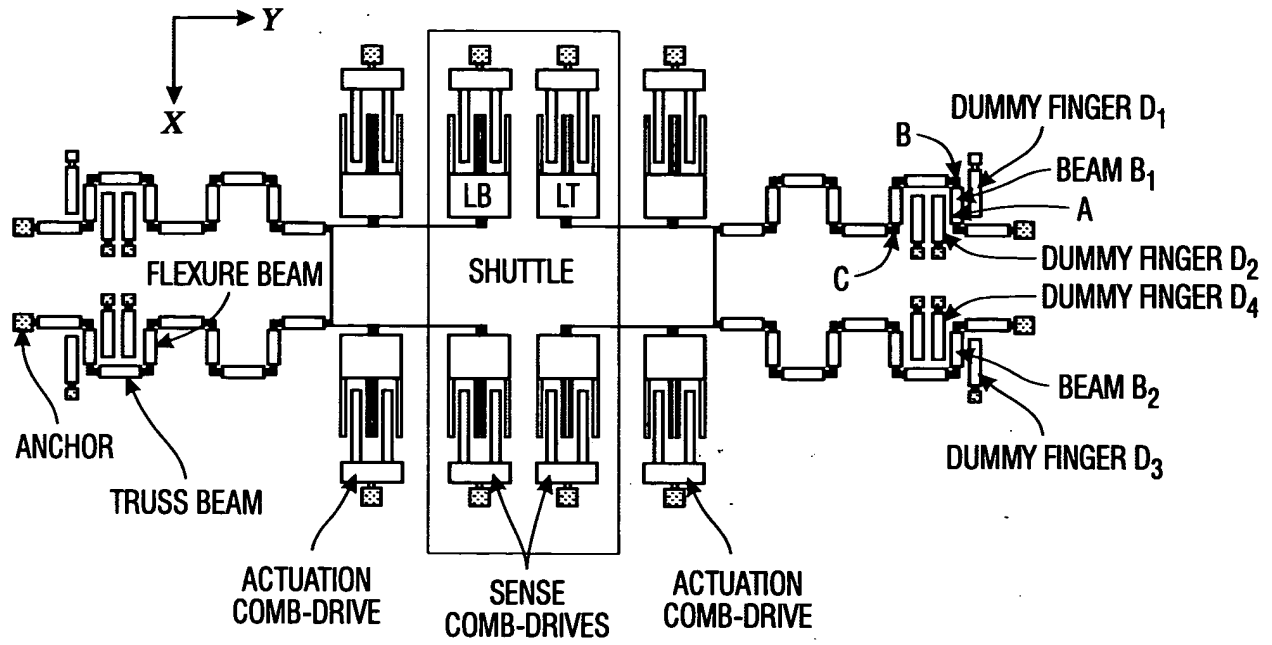 Y
X
DUMMY FINGER D1
B
BEAM B1
A
LB
LT
DUMMY FINGER D2
C
DUMMY FINGER D4
FLEXURE BEAM
SHUTTLE
BEAM B2
ANCHOR
DUMMY FINGER D3
TRUSS BEAM
ACTUATION
COMB-DRIVE
SENSE
COMB-DRIVES
ACTUATION
COMB-DRIVE